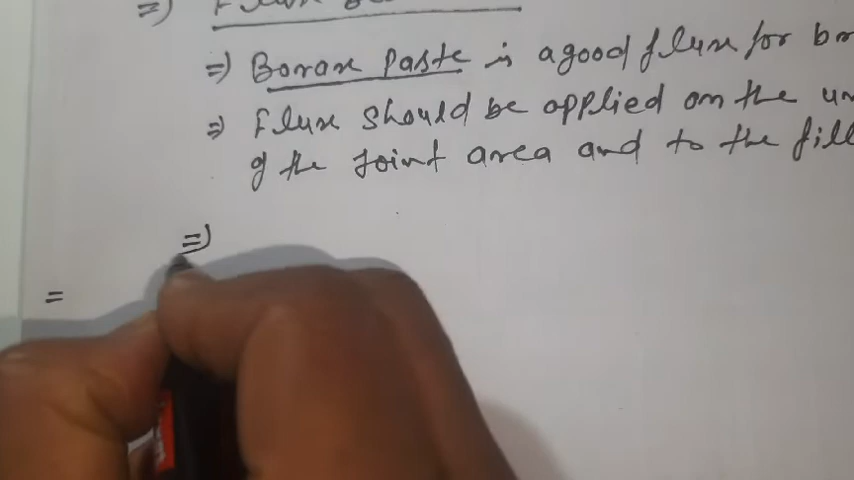 =>
=> Borax Paste is a good flux for
=> Flux should be applied on the
of the joint area and to the
=>
=